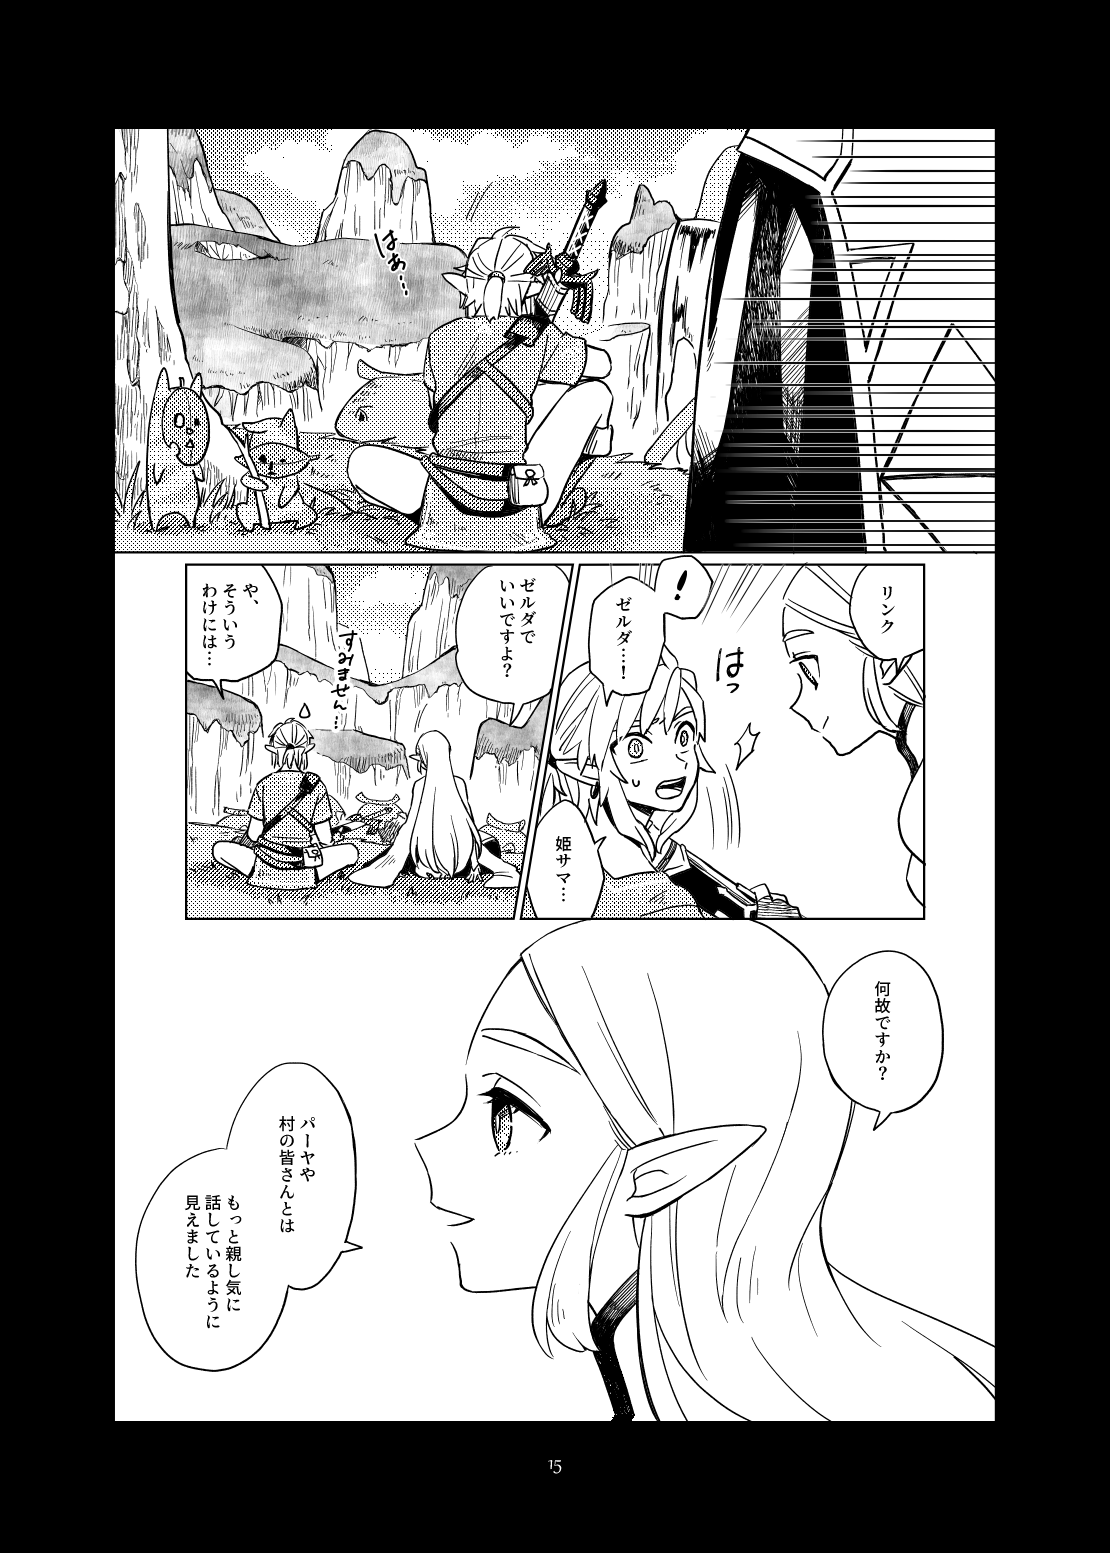 はぁ…
リンク
！
ゼルダ…！
はっ
姫サマ…
ゼルダで
いいですよ？
すみません…
や、
そういう
わけには…
何故ですか？
パーヤや
村の皆さんとは
もっと親し気に
話しているように
見えました
15